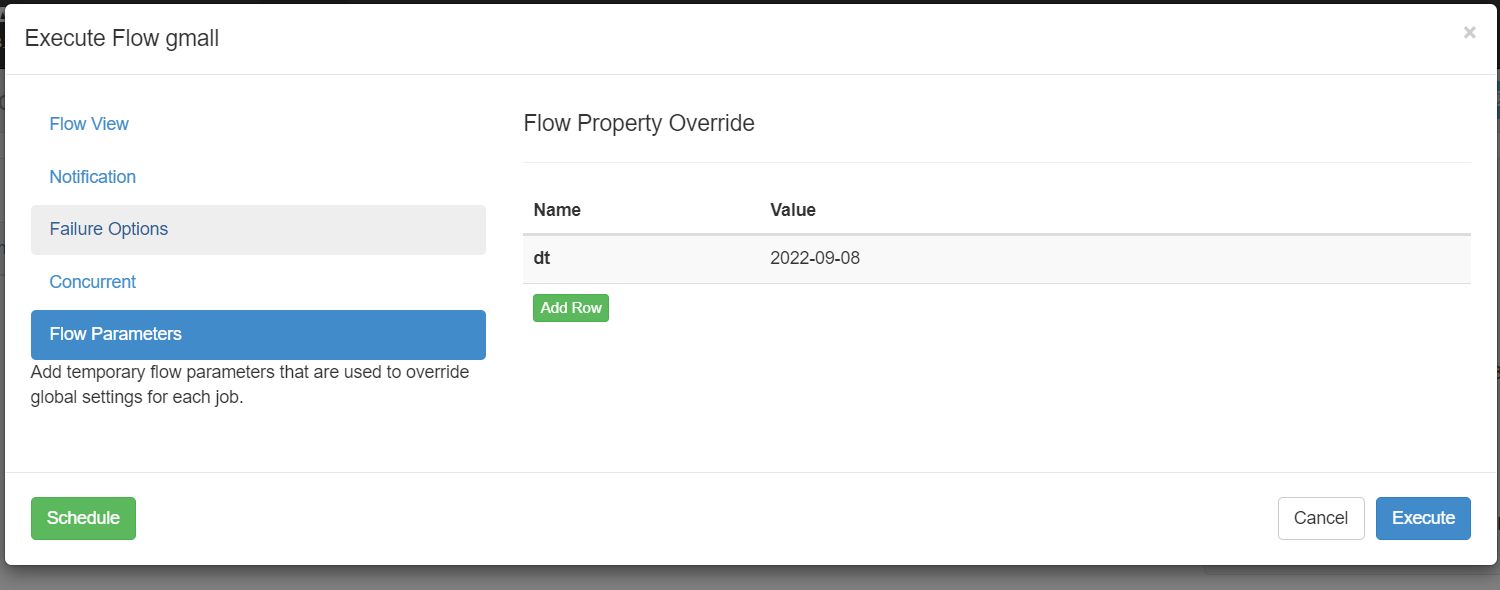 Execute Flow gmall
×
Flow View
Notification
Failure Options
Concurrent
Flow Parameters
Add temporary flow parameters that are used to override
global settings for each job.
Flow Property Override
Name Value
dt 2022-09-08
Add Row
Schedule
Cancel
Execute